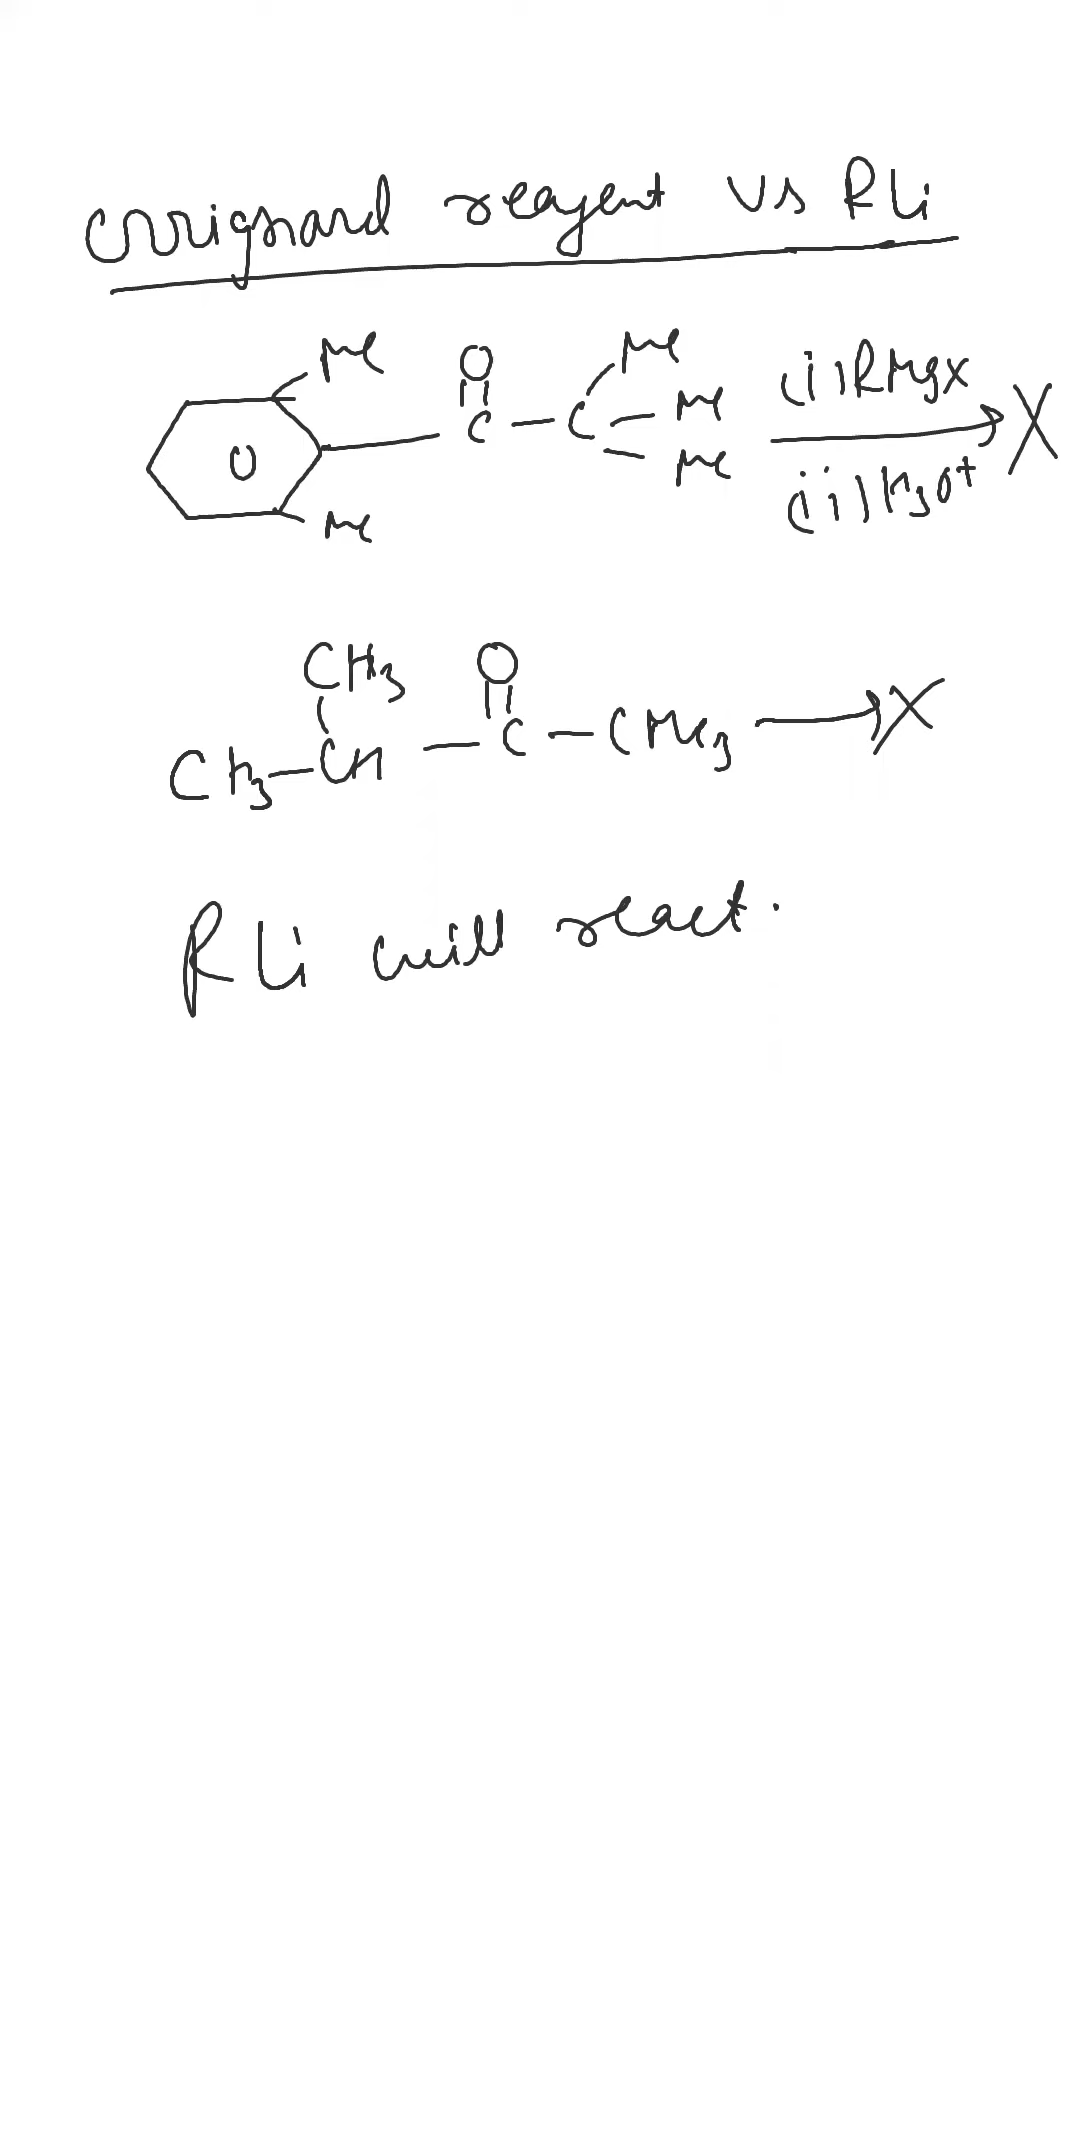 Grignard reagent vs RLi
Me O Me (i) RMgX
C - C - Me X
O Me (ii) H3O+
Me
CH3 O
CH3-CH - C - CMe3 → X
RLi will react.